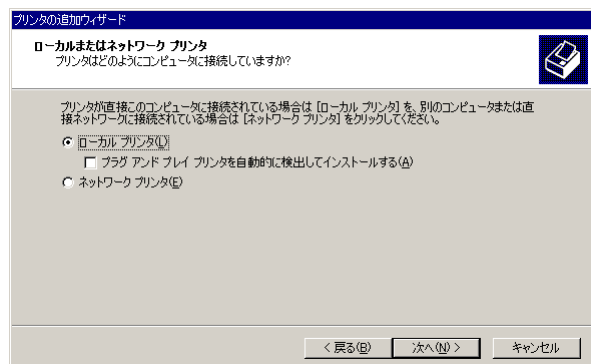 プリンタの追加ウィザード
ローカルまたはネットワーク プリンタ
プリンタはどのようにコンピュータに接続していますか?
プリンタが直接このコンピュータに接続されている場合は [ローカル プリンタ] を、別のコンピュータまたは直
接ネットワークに接続されている場合は [ネットワーク プリンタ] をクリックしてください。
ローカル プリンタ(L)
プラグ アンド プレイ プリンタを自動的に検出してインストールする(A)
ネットワーク プリンタ(E)
< 戻る(B) 次へ(N) > キャンセル